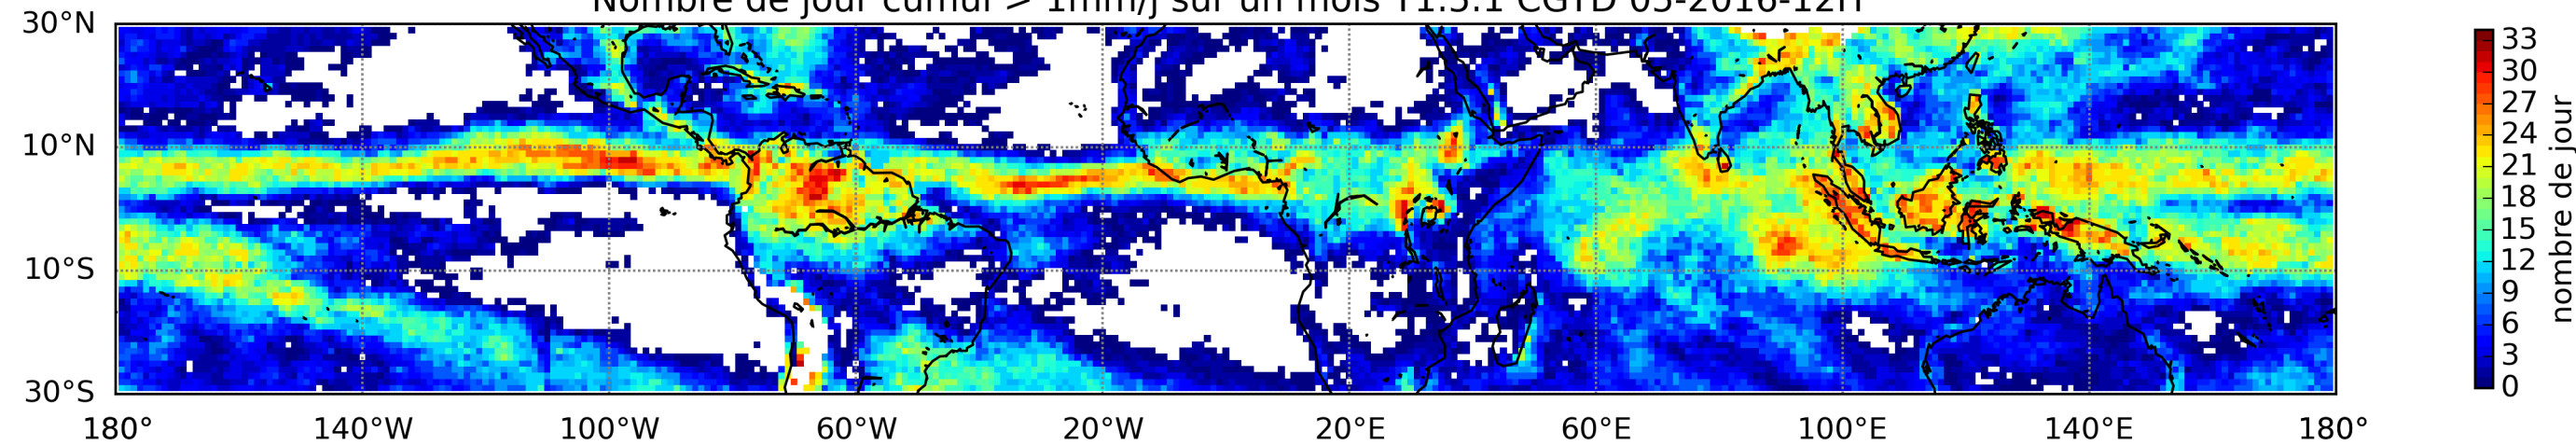 Nombre de jour cumul > 1mm/j sur un mois T1.5.1 CGTD 05-2016-12H
30°N
10°N
10°S
30°S
180° 140°W 100°W 60°W 20°W 20°E 60°E 100°E 140°E 180°
33
30
27
24
21
18
15
12
9
6
3
0
nombre de jour